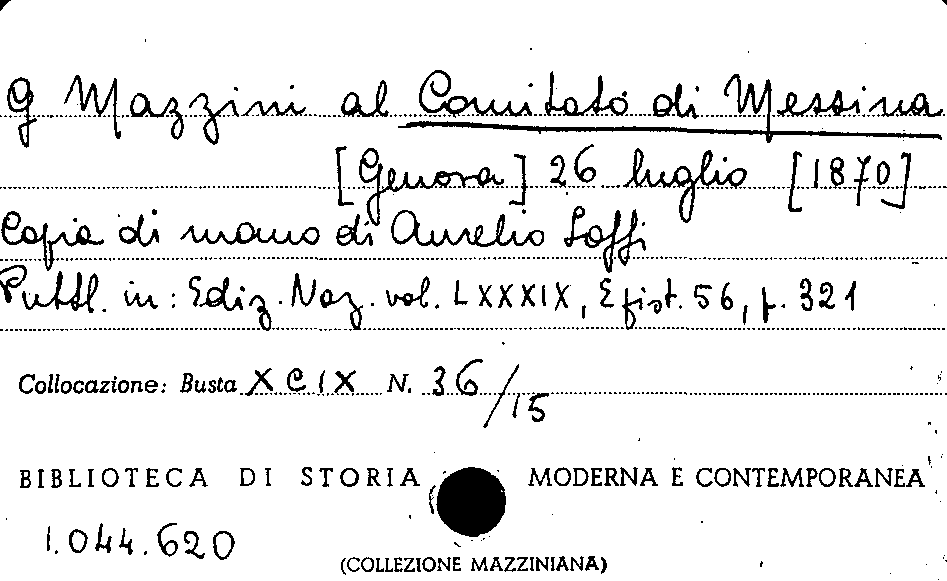 G Mazzini al Comitato di Messina
[Genova] 26 luglio [1870]
Copia di mano di Aurelio Saffi
Pubbl. in: Ediz. Naz. vol. LXXXIX, Epist. 56, p. 321
Collocazione: Busta XCIX N. 36/15
BIBLIOTECA DI STORIA MODERNA E CONTEMPORANEA
1.044.620
(COLLEZIONE MAZZINIANA)